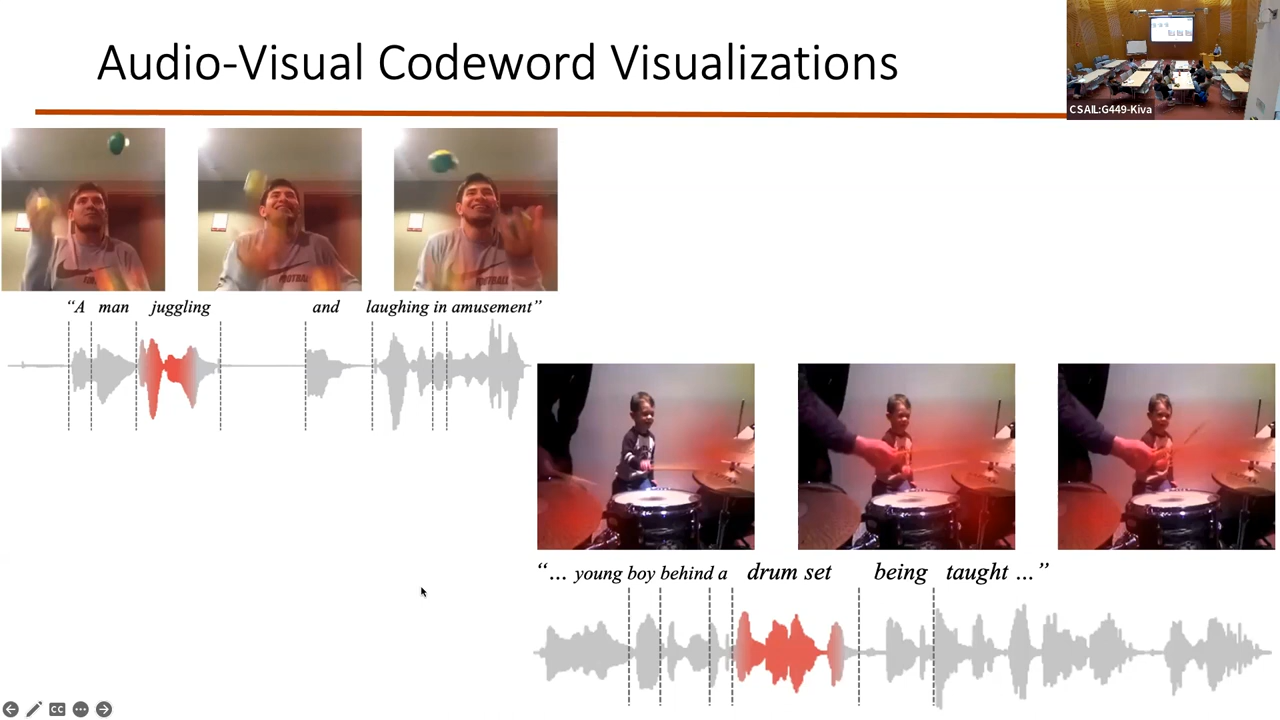 Audio-Visual Codeword Visualizations
CSAIL:G449-Kiva
“A man juggling and laughing in amusement”
“... young boy behind a drum set being taught ...”
CC